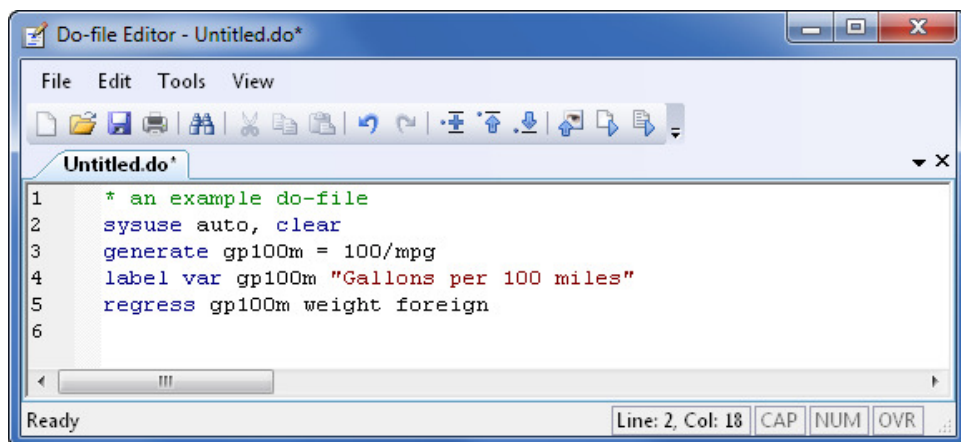 Do-file Editor - Untitled.do*
File Edit Tools View
Untitled.do*
1 * an example do-file
2 sysuse auto, clear
3 generate gp100m = 100/mpg
4 label var gp100m "Gallons per 100 miles"
5 regress gp100m weight foreign
6
Ready Line: 2, Col: 18 CAP NUM OVR